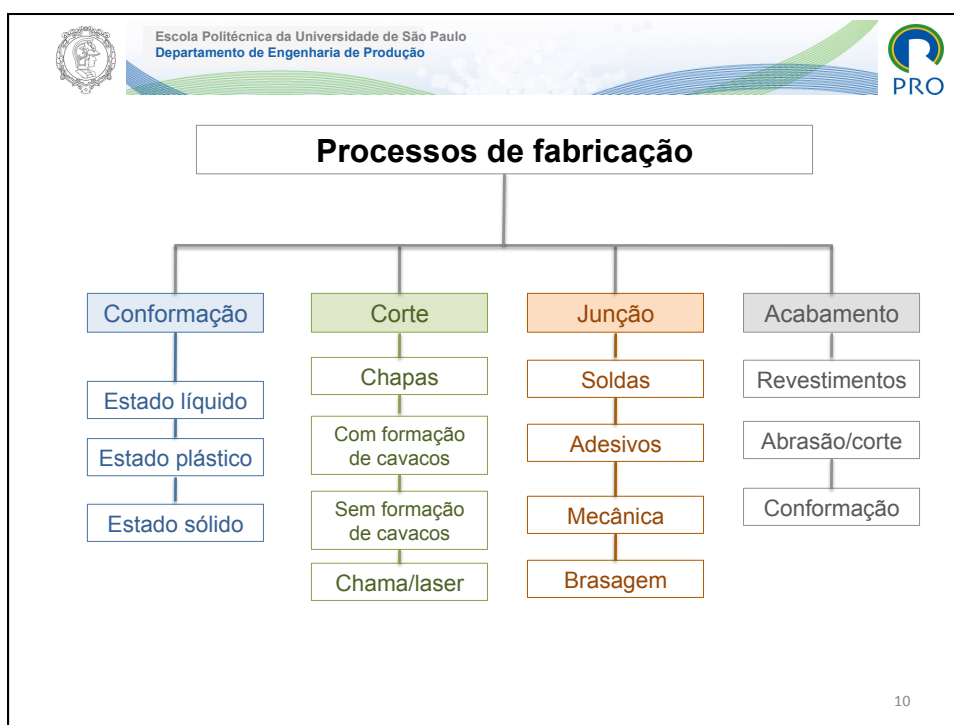 Escola Politécnica da Universidade de São Paulo
Departamento de Engenharia de Produção
PRO
Processos de fabricação
Conformação
Estado líquido
Estado plástico
Estado sólido
Corte
Chapas
Com formação
de cavacos
Sem formação
de cavacos
Chama/laser
Junção
Soldas
Adesivos
Mecânica
Brasagem
Acabamento
Revestimentos
Abrasão/corte
Conformação
10